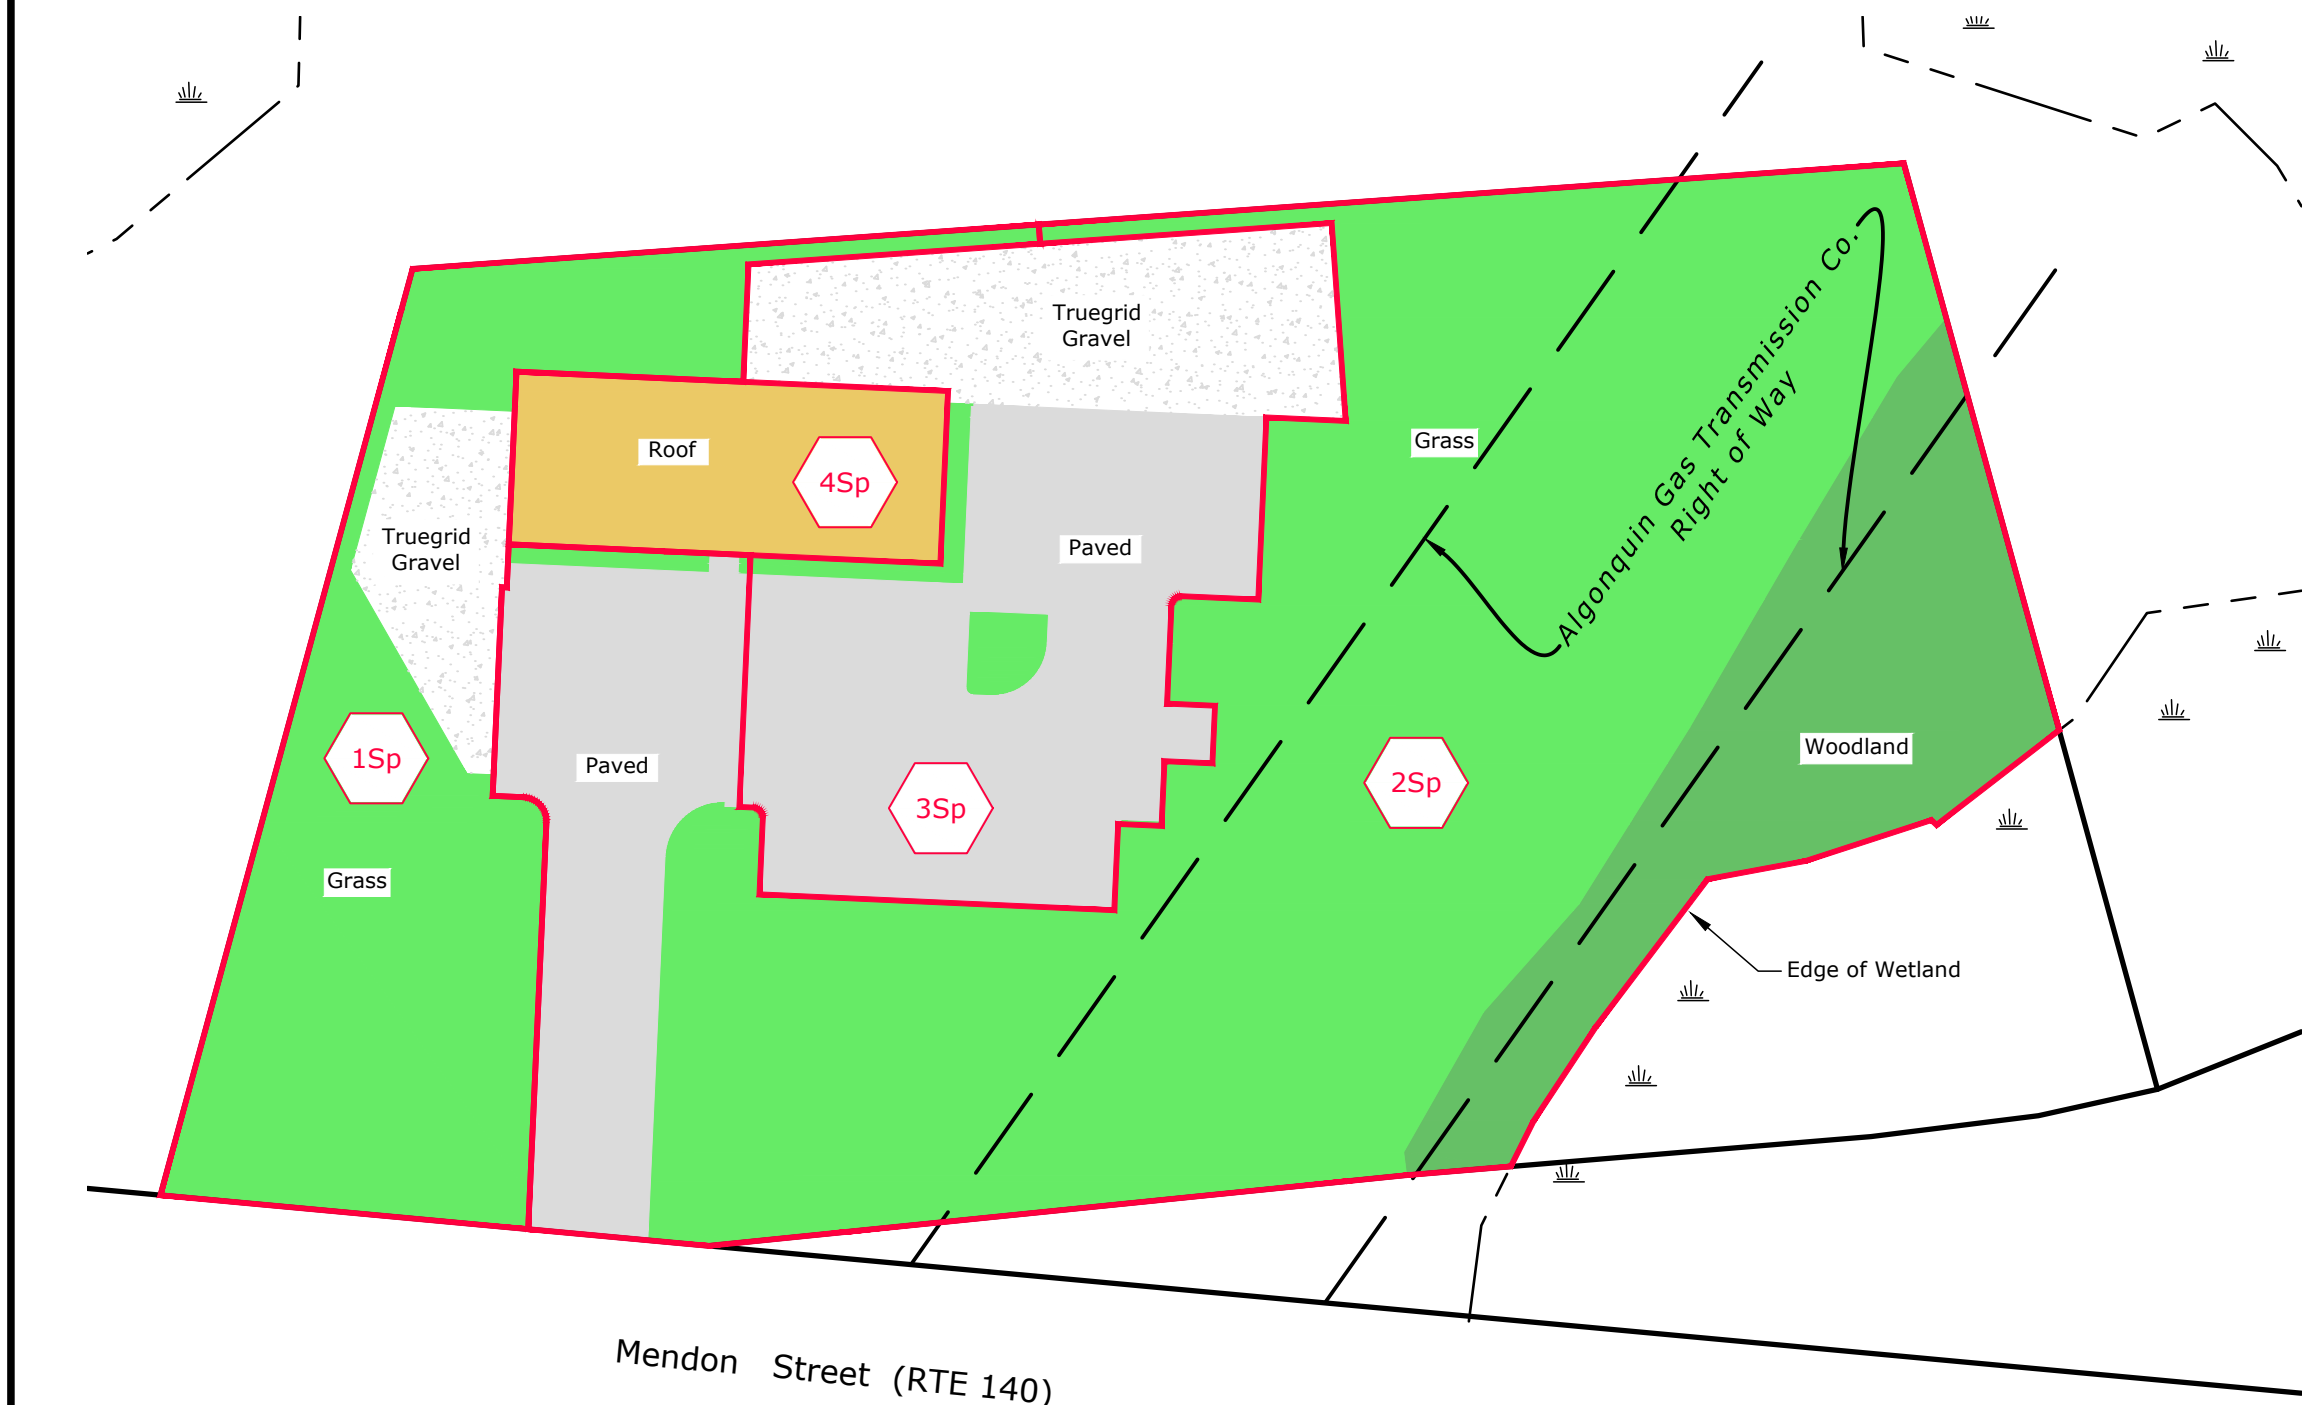 Truegrid
Gravel
Roof
4Sp
Grass
Algonquin Gas Transmission Co.
Right of Way
Truegrid
Gravel
Paved
1Sp
Paved
3Sp
2Sp
Woodland
Grass
Edge of Wetland
Mendon Street (RTE 140)